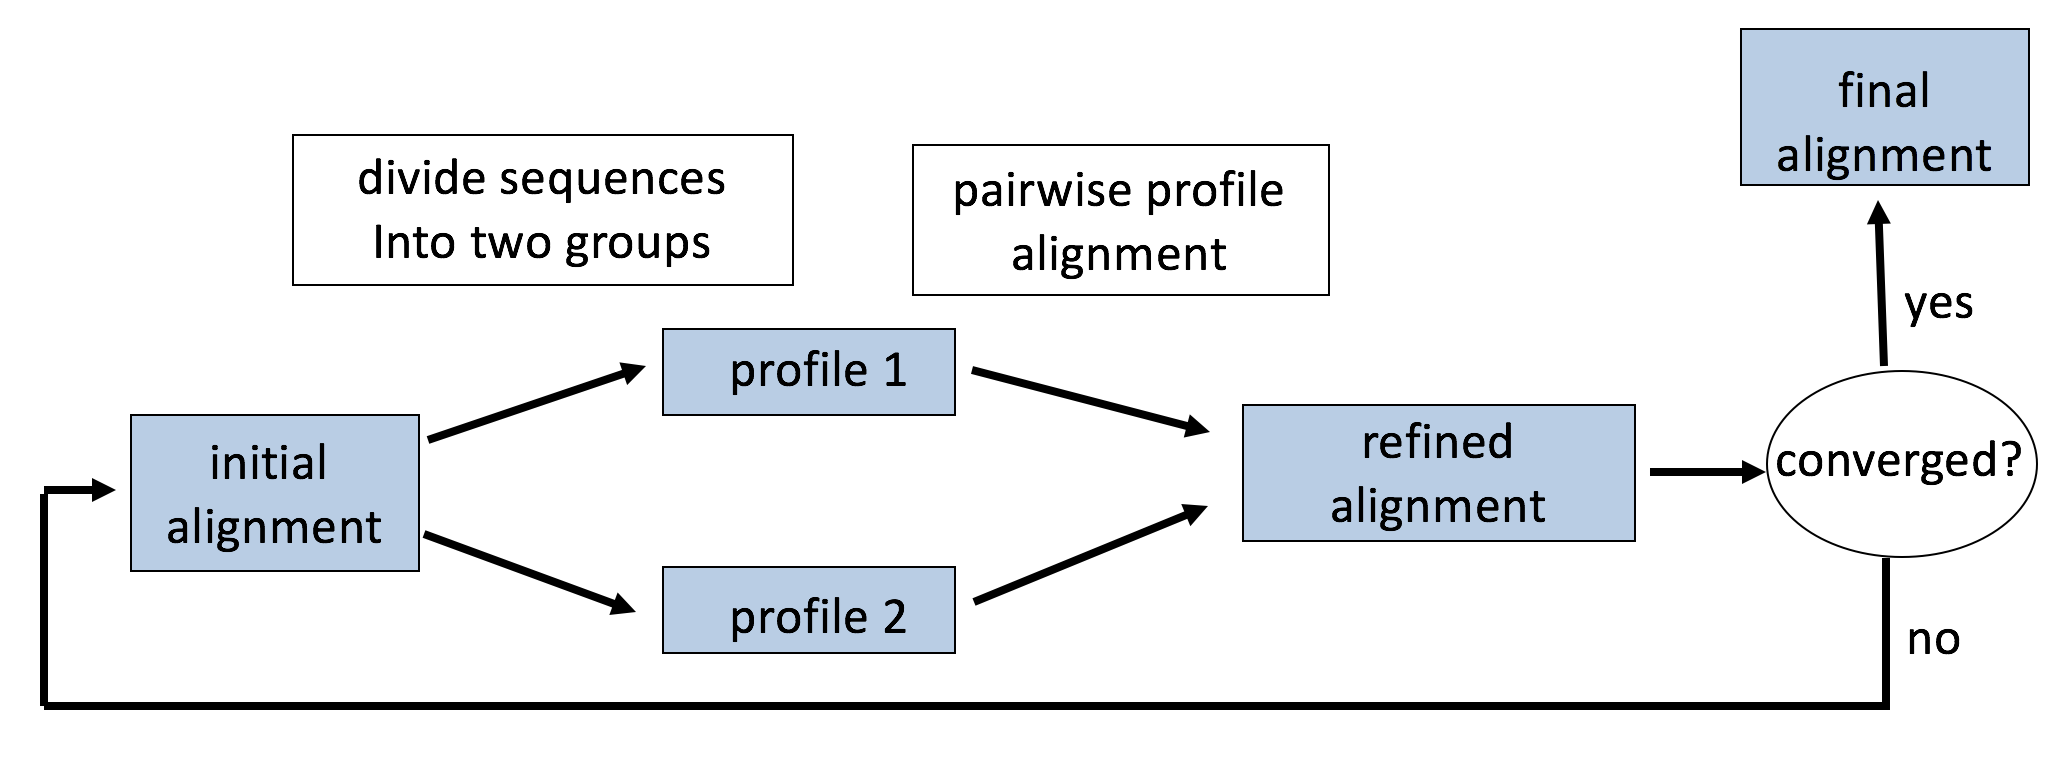 final
alignment
divide sequences
Into two groups
pairwise profile
alignment
yes
profile 1
initial
alignment
refined
alignment
converged?
profile 2
no